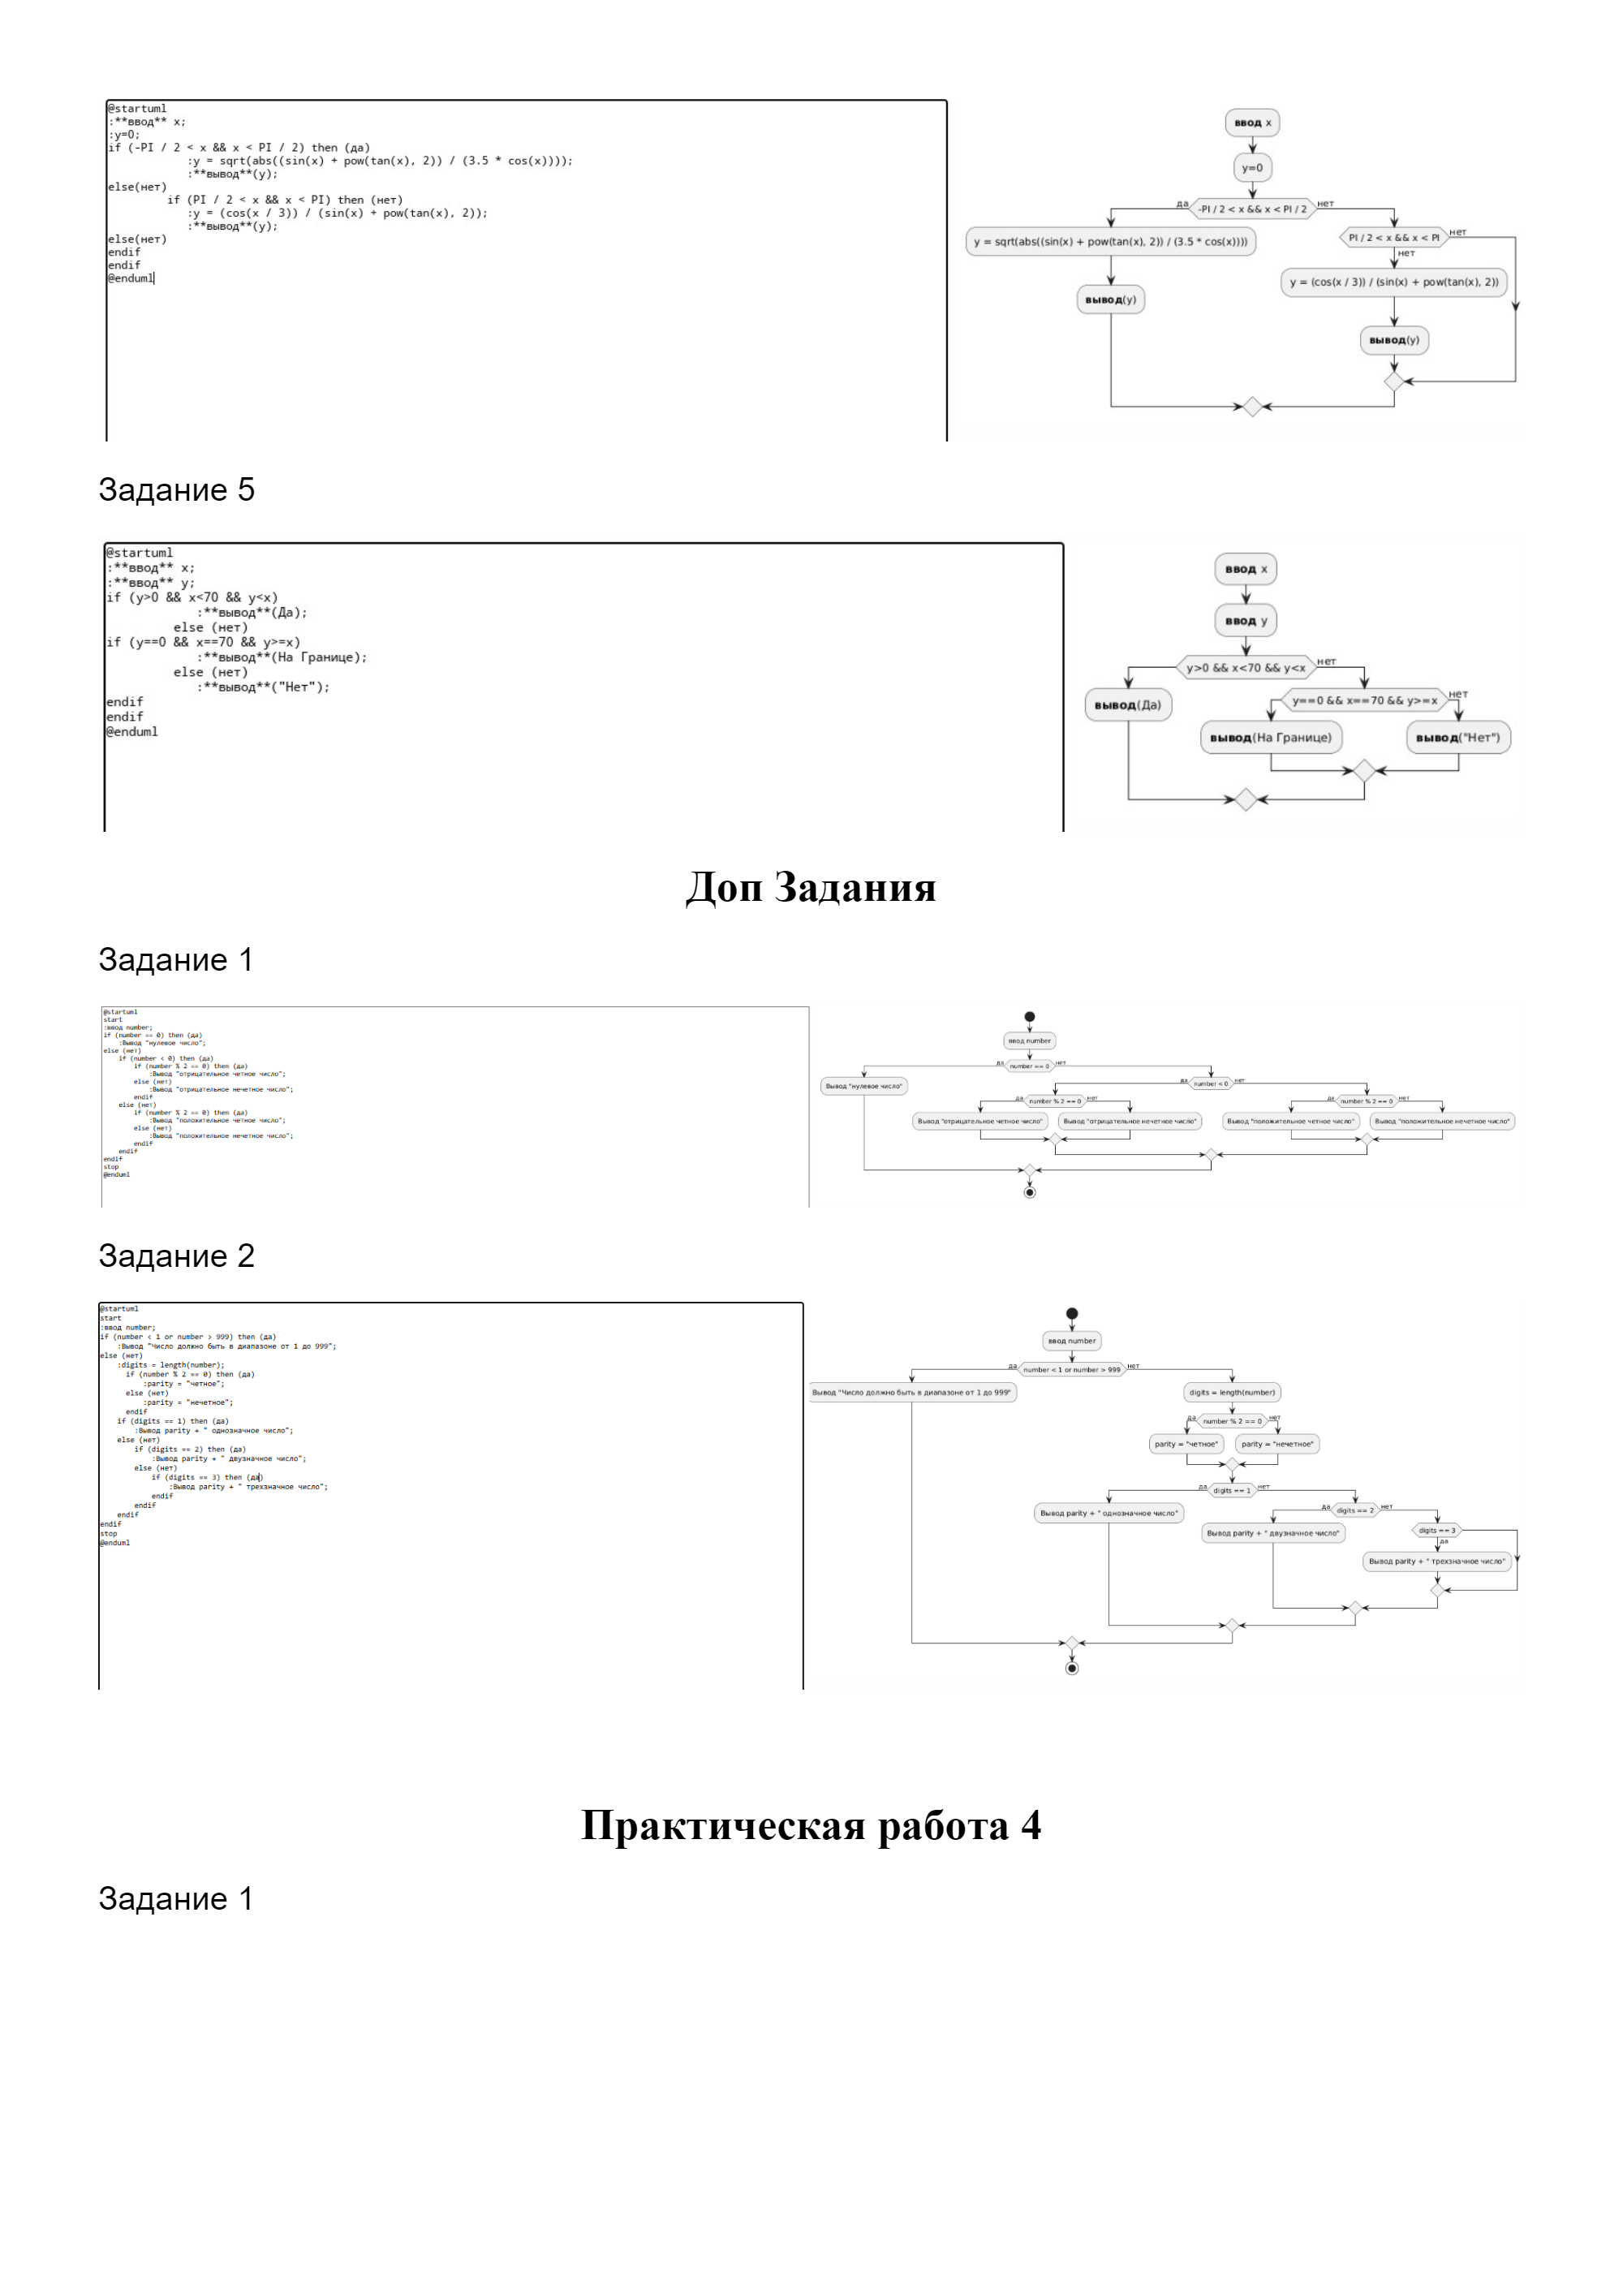 @startuml
:**ввод** x;
:y=0;
if (-PI / 2 < x && x < PI / 2) then (да)
:y = sqrt(abs((sin(x) + pow(tan(x), 2)) / (3.5 * cos(x))));
:**вывод**(y);
else(нет)
if (PI / 2 < x && x < PI) then (нет)
:y = (cos(x / 3)) / (sin(x) + pow(tan(x), 2));
:**вывод**(y);
else(нет)
endif
endif
@enduml
ввод x
y=0
да
-PI / 2 < x && x < PI / 2
нет
y = sqrt(abs((sin(x) + pow(tan(x), 2)) / (3.5 * cos(x))))
PI / 2 < x && x < PI
нет
нет
y = (cos(x / 3)) / (sin(x) + pow(tan(x), 2))
вывод(y)
вывод(y)
Задание 5
@startuml
:**ввод** x;
:**ввод** y;
if (y>0 && x<70 && y<x)
:**вывод**(Да);
else (нет)
if (y==0 && x==70 && y>=x)
:**вывод**(На Границе);
else (нет)
:**вывод**("Нет");
endif
endif
@enduml
ввод x
ввод y
y>0 && x<70 && y<x
нет
вывод(Да)
y==0 && x==70 && y>=x
нет
вывод(На Границе)
вывод("Нет")
Доп Задания
Задание 1
@startuml
start
:ввод number;
if (number == 0) then (да)
:Вывод "нулевое число";
else (нет)
if (number < 0) then (да)
if (number % 2 == 0) then (да)
:Вывод "отрицательное четное число";
else (нет)
:Вывод "отрицательное нечетное число";
endif
else (нет)
if (number % 2 == 0) then (да)
:Вывод "положительное четное число";
else (нет)
:Вывод "положительное нечетное число";
endif
endif
endif
stop
@enduml
ввод number
да
number == 0
нет
Вывод "нулевое число"
да
number < 0
нет
да
number % 2 == 0
нет
да
number % 2 == 0
нет
Вывод "отрицательное четное число"
Вывод "отрицательное нечетное число"
Вывод "положительное четное число"
Вывод "положительное нечетное число"
Задание 2
@startuml
start
:ввод number;
if (number < 1 or number > 999) then (да)
:Вывод "Число должно быть в диапазоне от 1 до 999";
else (нет)
:digits = length(number);
if (number % 2 == 0) then (да)
:parity = "четное";
else (нет)
:parity = "нечетное";
endif
if (digits == 1) then (да)
:Вывод parity + " однозначное число";
else (нет)
if (digits == 2) then (да)
:Вывод parity + " двузначное число";
else (нет)
if (digits == 3) then (да)
:Вывод parity + " трехзначное число";
endif
endif
endif
endif
stop
@enduml
ввод number
да
number < 1 or number > 999
нет
Вывод "Число должно быть в диапазоне от 1 до 999"
digits = length(number)
да
number % 2 == 0
нет
parity = "четное"
parity = "нечетное"
да
digits == 1
нет
Вывод parity + " однозначное число"
да
digits == 2
нет
Вывод parity + " двузначное число"
digits == 3
да
Вывод parity + " трехзначное число"
Практическая работа 4
Задание 1